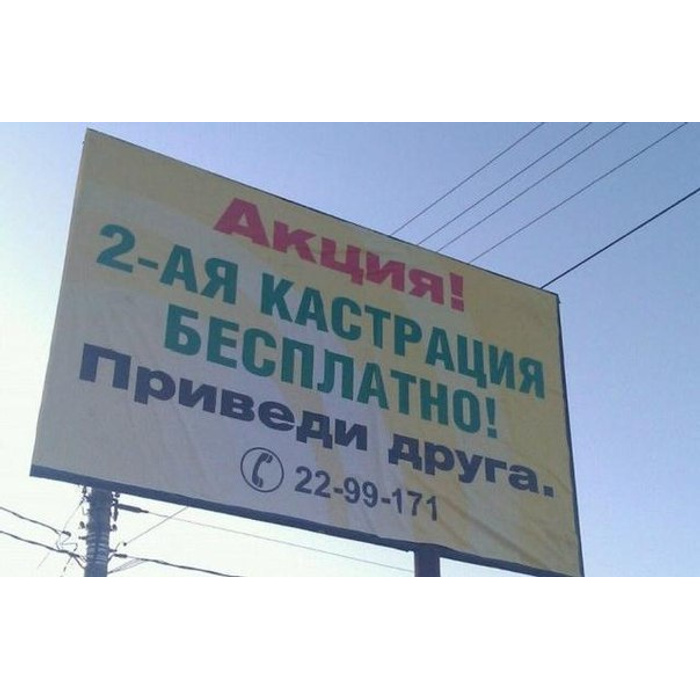 Акция!
2-АЯ КАСТРАЦИЯ
БЕСПЛАТНО!
Приведи друга.
22-99-171